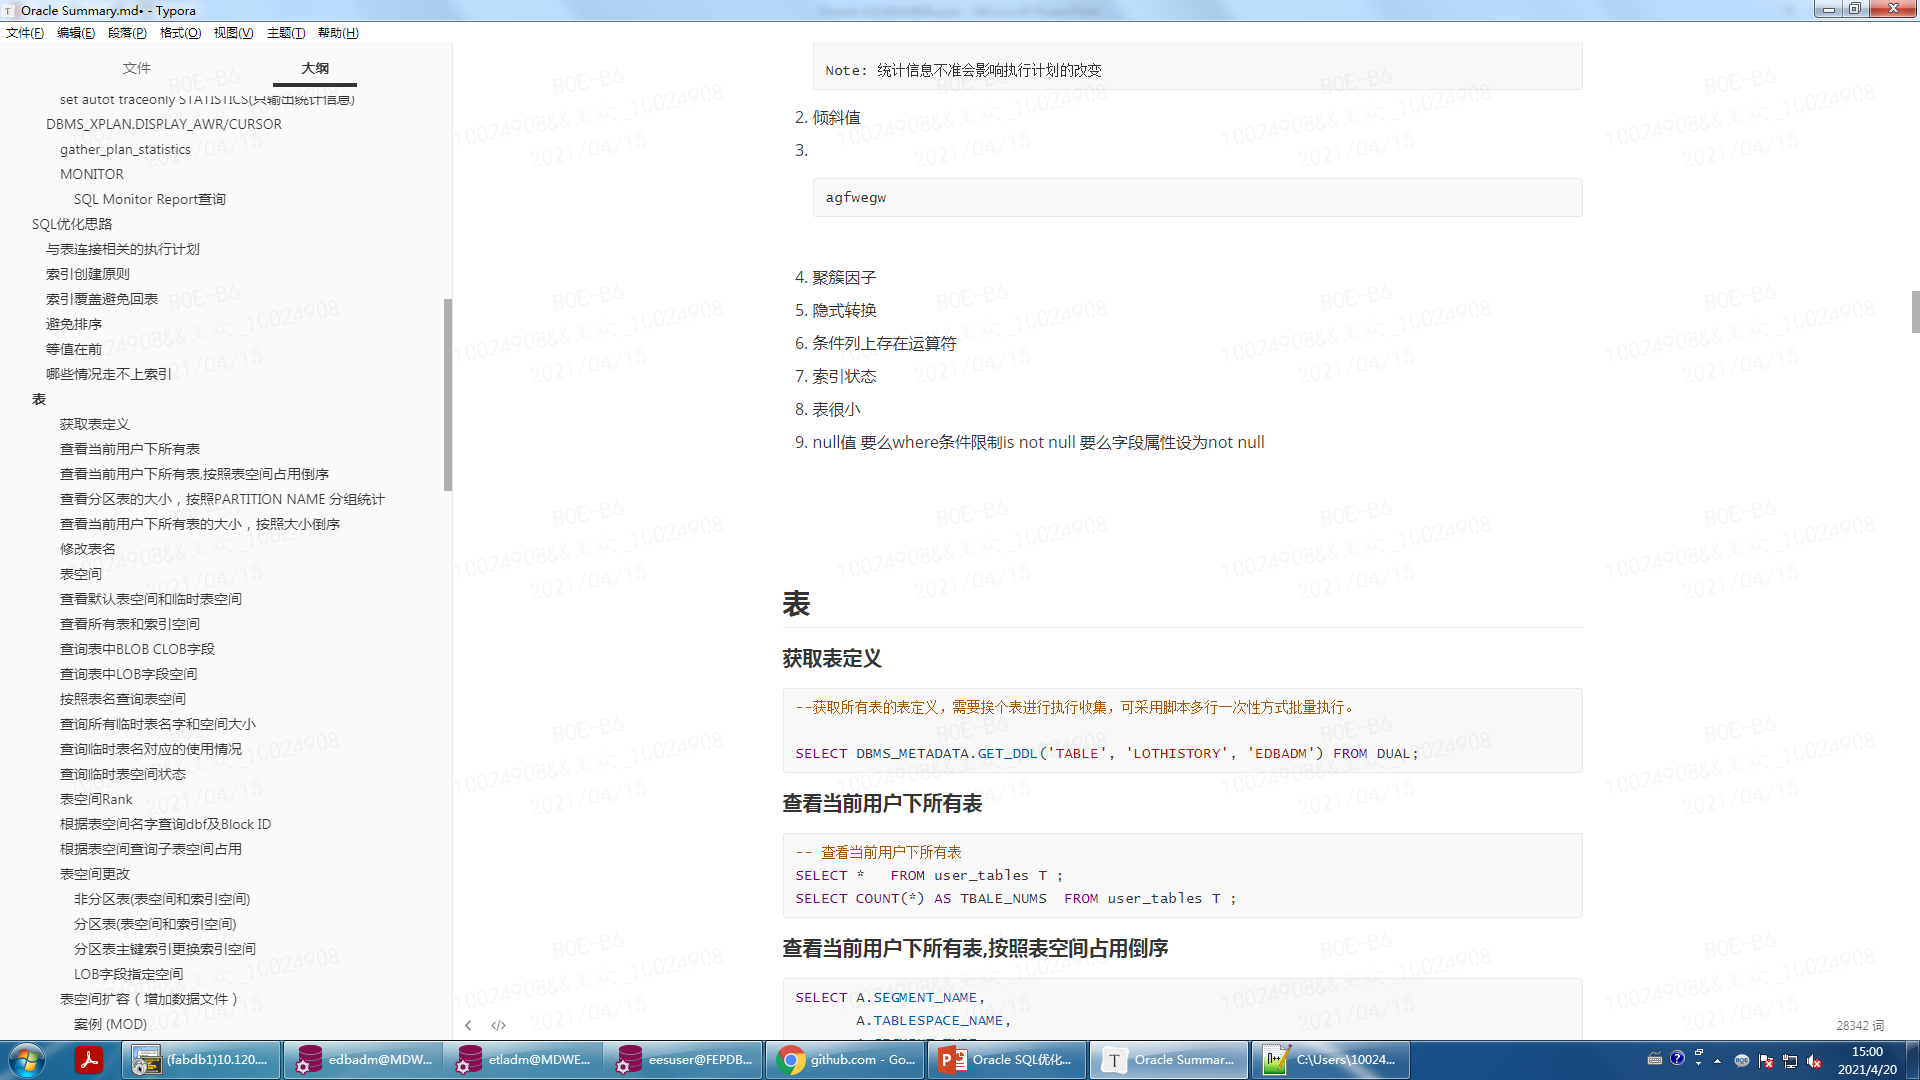 Oracle Summary.md• - Typora
文件(F) 编辑(E) 段落(P) 格式(O) 视图(V) 主题(T) 帮助(H)
文件 大纲
set autot traceonly STATISTICS(只输出统计信息)
DBMS_XPLAN.DISPLAY_AWR/CURSOR
gather_plan_statistics
MONITOR
SQL Monitor Report查询
SQL优化思路
与表连接相关的执行计划
索引创建原则
索引覆盖避免回表
避免排序
等值在前
哪些情况走不上索引
表
获取表定义
查看当前用户下所有表
查看当前用户下所有表,按照表空间占用倒序
查看分区表的大小，按照PARTITION NAME 分组统计
查看当前用户下所有表的大小，按照大小倒序
修改表名
表空间
查看默认表空间和临时表空间
查看所有表和索引空间
查询表中BLOB CLOB字段
查询表中LOB字段空间
按照表名查询表空间
查询所有临时表名字和空间大小
查询临时表名对应的使用情况
查询临时表空间状态
表空间Rank
根据表空间名字查询dbf及Block ID
根据表空间查询子表空间占用
表空间更改
非分区表(表空间和索引空间)
分区表(表空间和索引空间)
分区表主键索引更换索引空间
LOB字段指定空间
表空间扩容（增加数据文件）
案例 (MOD)
Note: 统计信息不准会影响执行计划的改变
2. 倾斜值
3.
agfwegw
4. 聚簇因子
5. 隐式转换
6. 条件列上存在运算符
7. 索引状态
8. 表很小
9. null值 要么where条件限制is not null 要么字段属性设为not null
表
获取表定义
--获取所有表的表定义，需要挨个表进行执行收集，可采用脚本多行一次性方式批量执行。
SELECT DBMS_METADATA.GET_DDL('TABLE', 'LOTHISTORY', 'EDBADM') FROM DUAL;
查看当前用户下所有表
-- 查看当前用户下所有表
SELECT *   FROM user_tables T ;
SELECT COUNT(*) AS TBALE_NUMS  FROM user_tables T ;
查看当前用户下所有表,按照表空间占用倒序
SELECT A.SEGMENT_NAME,
A.TABLESPACE_NAME,
28342 词
BOE-B6
10024908&&王欢_10024908
2021/04/15
(fabdb1)10.120.... edbadm@MDW... etladm@MDWE... eesuser@FEPDB... github.com - Go... Oracle SQL优化... Oracle Summar... C:\Users\10024...
15:00
2021/4/20